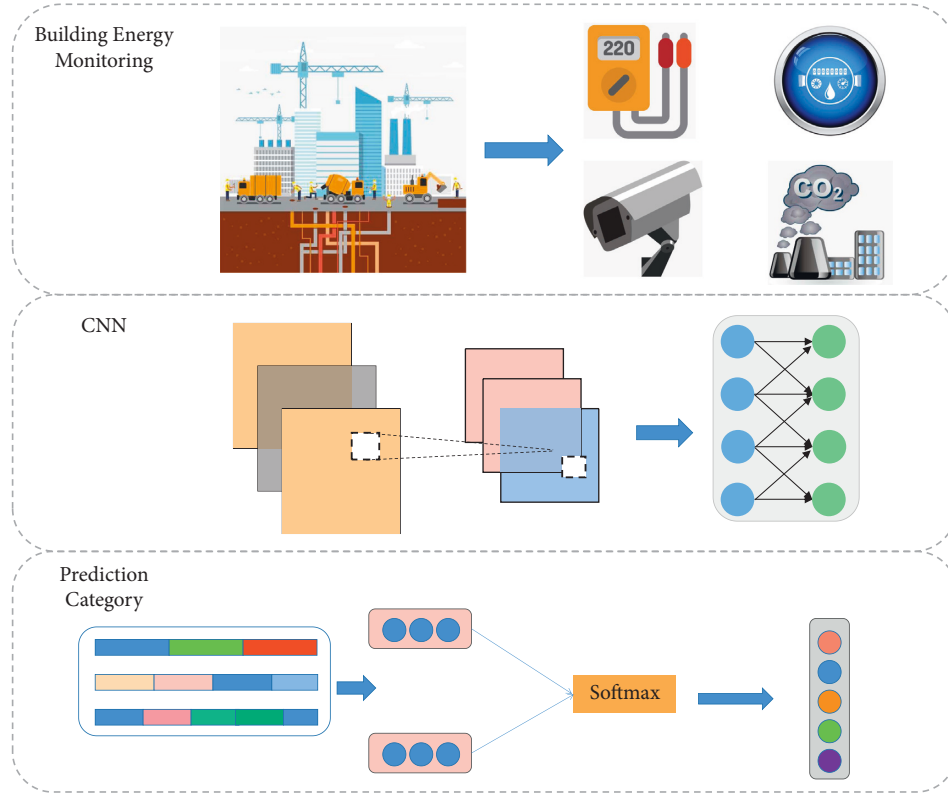 Building Energy
Monitoring
220
CO2
CNN
Prediction
Category
Softmax